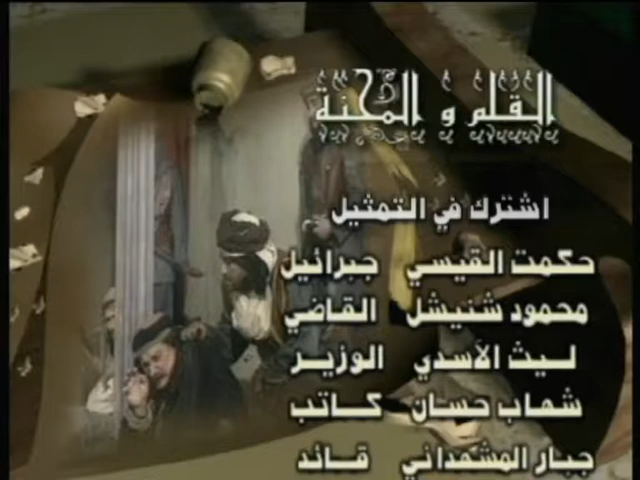 القلم و المحنة
اشترك في التمثيل
حكمت القيسي جبرائيل
محمود شنيشل القاضي
ليث الأسدي الوزير
شهاب حسان كاتب
جبار المشهداني قائد